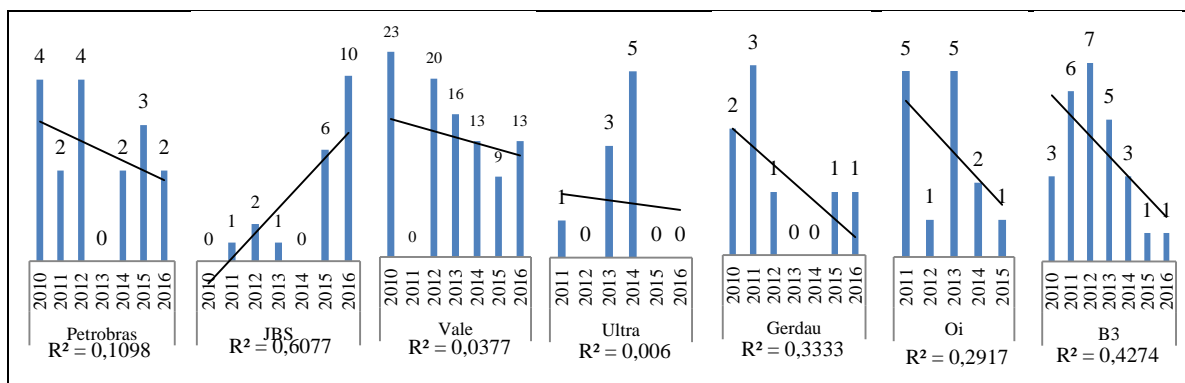 4 2 4 0 2 3 2
2010 2011 2012 2013 2014 2015 2016
Petrobras
R² = 0,1098
0 1 2 1 0 6 10
2010 2011 2012 2013 2014 2015 2016
JBS
R² = 0,6077
23 0 20 16 13 9 13
2010 2011 2012 2013 2014 2015 2016
Vale
R² = 0,0377
1 0 3 5 0 0
2011 2012 2013 2014 2015 2016
Ultra
R² = 0,006
2 3 1 0 0 1 1
2010 2011 2012 2013 2014 2015 2016
Gerdau
R² = 0,3333
5 1 5 2 1
2011 2012 2013 2014 2015
Oi
R² = 0,2917
3 6 7 5 3 1 1
2010 2011 2012 2013 2014 2015 2016
B3
R² = 0,4274